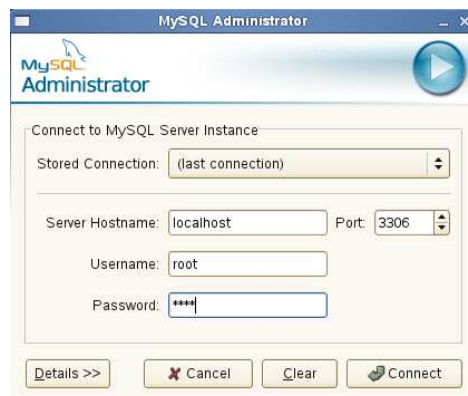 MySQL Administrator
MySQL
Administrator
Connect to MySQL Server Instance
Stored Connection: (last connection)
Server Hostname: localhost Port: 3306
Username: root
Password: ****
Details >> Cancel Clear Connect